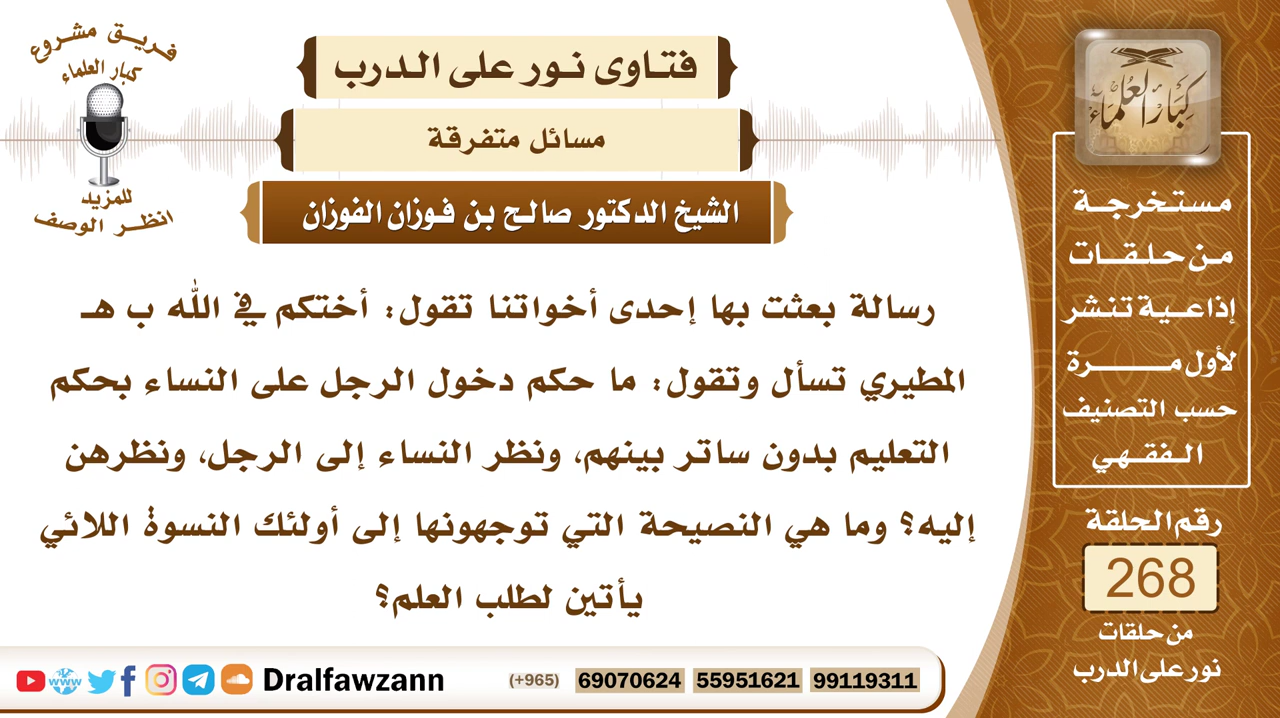 فريق مشروع
كبار العلماء
للمزيد
انظر الوصف
فتاوى نور على الدرب
مسائل متفرقة
الشيخ الدكتور صالح بن فوزان الفوزان
رسالة بعثت بها إحدى أخواتنا تقول: أختكم في الله ب هـ
المطيري تسأل وتقول: ما حكم دخول الرجل على النساء بحكم
التعليم بدون ساتر بينهم، ونظر النساء إلى الرجل، ونظرهن
إليه؟ وما هي النصيحة التي توجهونها إلى أولئك النسوة اللائي
يأتين لطلب العلم؟
كبار العلماء
مستخرجة
من حلقات
إذاعية تنشر
لأول مرة
حسب التصنيف
الفقهي
رقم الحلقة
268
من حلقات
نور على الدرب
www Dralfawzann (+965) 69070624 55951621 99119311